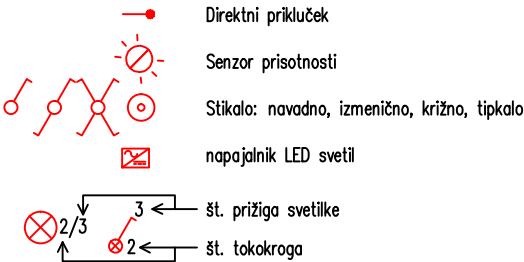 Direktni priključek
Senzor prisotnosti
Stikalo: navadno, izmenično, križno, tipkalo
napajalnik LED svetil
2/3 3 št. prižiga svetilke
2 št. tokokroga